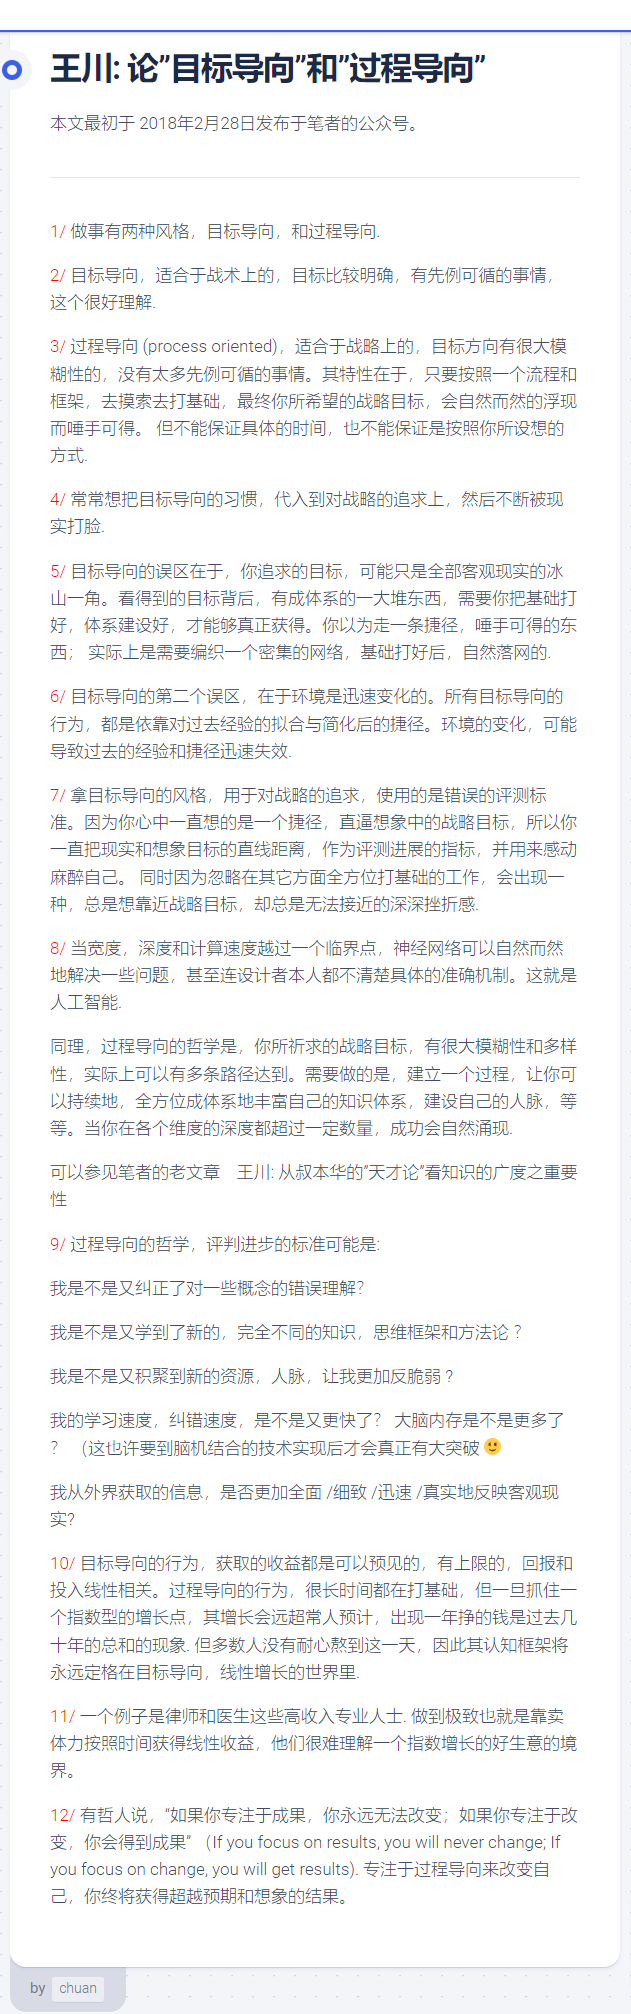 王川: 论”目标导向”和”过程导向”
本文最初于 2018年2月28日发布于笔者的公众号。
1/ 做事有两种风格，目标导向，和过程导向.
2/ 目标导向，适合于战术上的，目标比较明确，有先例可循的事情，
这个很好理解.
3/ 过程导向 (process oriented)，适合于战略上的，目标方向有很大模
糊性的，没有太多先例可循的事情。其特性在于，只要按照一个流程和
框架，去摸索去打基础，最终你所希望的战略目标，会自然而然的浮现
而唾手可得。 但不能保证具体的时间，也不能保证是按照你所设想的
方式.
4/ 常常想把目标导向的习惯，代入到对战略的追求上，然后不断被现
实打脸.
5/ 目标导向的误区在于，你追求的目标，可能只是全部客观现实的冰
山一角。看得到的目标背后，有成体系的一大堆东西，需要你把基础打
好，体系建设好，才能够真正获得。你以为走一条捷径，唾手可得的东
西； 实际上是需要编织一个密集的网络，基础打好后，自然落网的.
6/ 目标导向的第二个误区，在于环境是迅速变化的。所有目标导向的
行为，都是依靠对过去经验的拟合与简化后的捷径。环境的变化，可能
导致过去的经验和捷径迅速失效.
7/ 拿目标导向的风格，用于对战略的追求，使用的是错误的评测标
准。因为你心中一直想的是一个捷径，直逼想象中的战略目标，所以你
一直把现实和想象目标的直线距离，作为评测进展的指标，并用来感动
麻醉自己。 同时因为忽略在其它方面全方位打基础的工作，会出现一
种，总是想靠近战略目标，却总是无法接近的深深挫折感.
8/ 当宽度，深度和计算速度越过一个临界点，神经网络可以自然而然
地解决一些问题，甚至连设计者本人都不清楚具体的准确机制。这就是
人工智能.
同理，过程导向的哲学是，你所祈求的战略目标，有很大模糊性和多样
性，实际上可以有多条路径达到。需要做的是，建立一个过程，让你可
以持续地，全方位成体系地丰富自己的知识体系，建设自己的人脉，等
等。当你在各个维度的深度都超过一定数量，成功会自然涌现.
可以参见笔者的老文章　王川: 从叔本华的”天才论”看知识的广度之重要
性
9/ 过程导向的哲学，评判进步的标准可能是:
我是不是又纠正了对一些概念的错误理解?
我是不是又学到了新的，完全不同的知识，思维框架和方法论 ？
我是不是又积聚到新的资源，人脉，让我更加反脆弱 ?
我的学习速度，纠错速度，是不是又更快了? 大脑内存是不是更多了
？ （这也许要到脑机结合的技术实现后才会真正有大突破 🙂
我从外界获取的信息，是否更加全面 /细致 /迅速 /真实地反映客观现
实?
10/ 目标导向的行为，获取的收益都是可以预见的，有上限的，回报和
投入线性相关。过程导向的行为，很长时间都在打基础，但一旦抓住一
个指数型的增长点，其增长会远超常人预计，出现一年挣的钱是过去几
十年的总和的现象. 但多数人没有耐心熬到这一天，因此其认知框架将
永远定格在目标导向，线性增长的世界里.
11/ 一个例子是律师和医生这些高收入专业人士. 做到极致也就是靠卖
体力按照时间获得线性收益，他们很难理解一个指数增长的好生意的境
界。
12/ 有哲人说，“如果你专注于成果，你永远无法改变；如果你专注于改
变，你会得到成果” （If you focus on results, you will never change; If
you focus on change, you will get results). 专注于过程导向来改变自
己，你终将获得超越预期和想象的结果。
by chuan